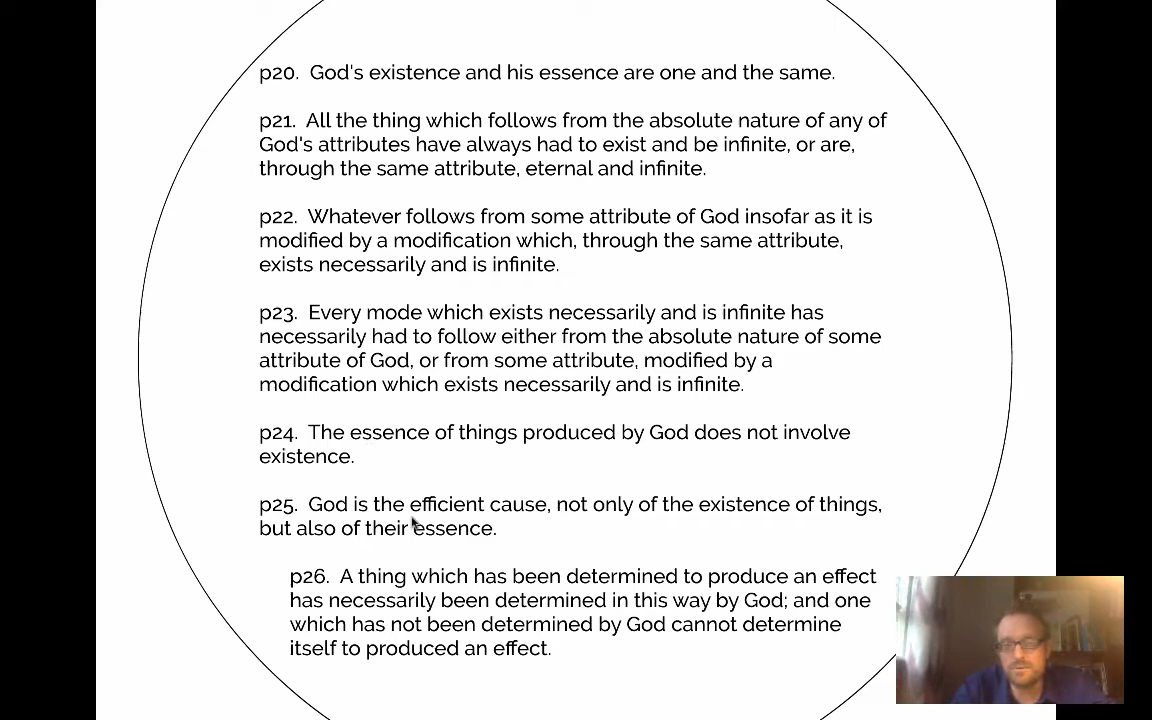 p20. God's existence and his essence are one and the same.
p21. All the thing which follows from the absolute nature of any of
God's attributes have always had to exist and be infinite, or are,
through the same attribute, eternal and infinite.
p22. Whatever follows from some attribute of God insofar as it is
modified by a modification which, through the same attribute,
exists necessarily and is infinite.
p23. Every mode which exists necessarily and is infinite has
necessarily had to follow either from the absolute nature of some
attribute of God, or from some attribute, modified by a
modification which exists necessarily and is infinite.
p24. The essence of things produced by God does not involve
existence.
p25. God is the efficient cause, not only of the existence of things,
but also of their essence.
p26. A thing which has been determined to produce an effect
has necessarily been determined in this way by God; and one
which has not been determined by God cannot determine
itself to produced an effect.